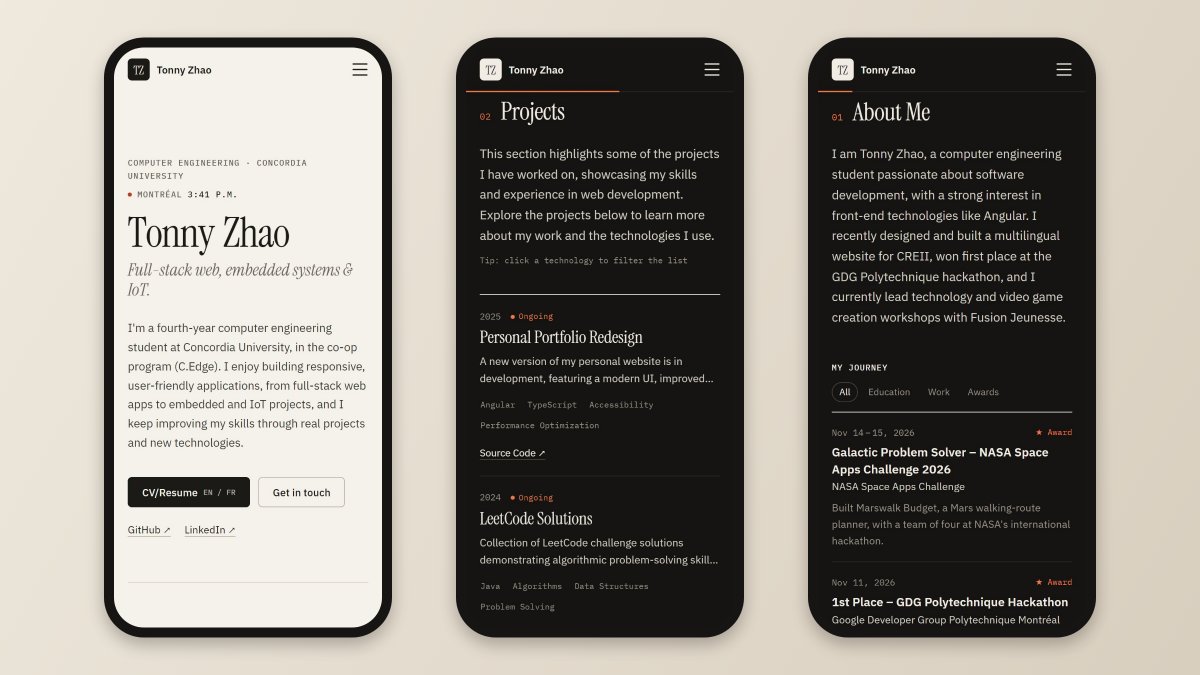 TZ Tonny Zhao
COMPUTER ENGINEERING · CONCORDIA
UNIVERSITY
MONTRÉAL 3:41 P.M.
Tonny Zhao
Full-stack web, embedded systems &
IoT.
I'm a fourth-year computer engineering
student at Concordia University, in the co-op
program (C.Edge). I enjoy building responsive,
user-friendly applications, from full-stack web
apps to embedded and IoT projects, and I
keep improving my skills through real projects
and new technologies.
CV/Resume EN / FR Get in touch
GitHub ↗ LinkedIn ↗
TZ Tonny Zhao
02 Projects
This section highlights some of the projects
I have worked on, showcasing my skills
and experience in web development.
Explore the projects below to learn more
about my work and the technologies I use.
Tip: click a technology to filter the list
2025 ● Ongoing
Personal Portfolio Redesign
A new version of my personal website is in
development, featuring a modern UI, improved...
Angular TypeScript Accessibility
Performance Optimization
Source Code ↗
2024 ● Ongoing
LeetCode Solutions
Collection of LeetCode challenge solutions
demonstrating algorithmic problem-solving skill...
Java Algorithms Data Structures
Problem Solving
TZ Tonny Zhao
01 About Me
I am Tonny Zhao, a computer engineering
student passionate about software
development, with a strong interest in
front-end technologies like Angular. I
recently designed and built a multilingual
website for CREII, won first place at the
GDG Polytechnique hackathon, and I
currently lead technology and video game
creation workshops with Fusion Jeunesse.
MY JOURNEY
All Education Work Awards
Nov 14–15, 2026 ★ Award
Galactic Problem Solver – NASA Space
Apps Challenge 2026
NASA Space Apps Challenge
Built Marswalk Budget, a Mars walking-route
planner, with a team of four at NASA's international
hackathon.
Nov 11, 2026 ★ Award
1st Place – GDG Polytechnique Hackathon
Google Developer Group Polytechnique Montréal